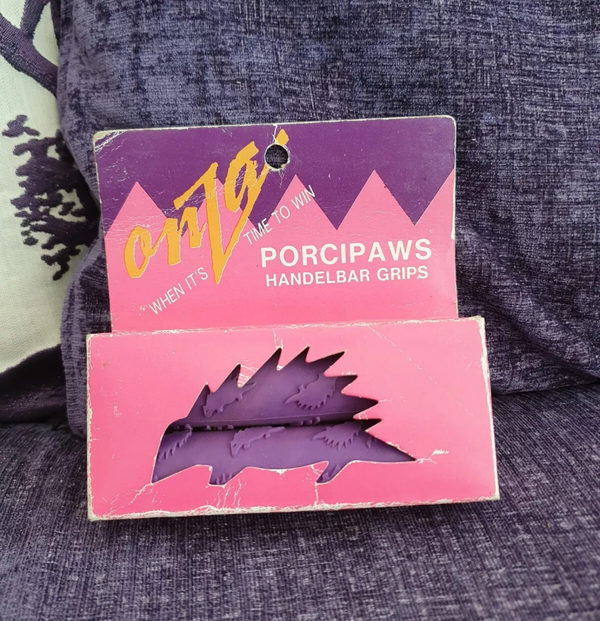 onZa
WHEN IT'S TIME TO WIN
PORCIPAWS
HANDELBAR GRIPS